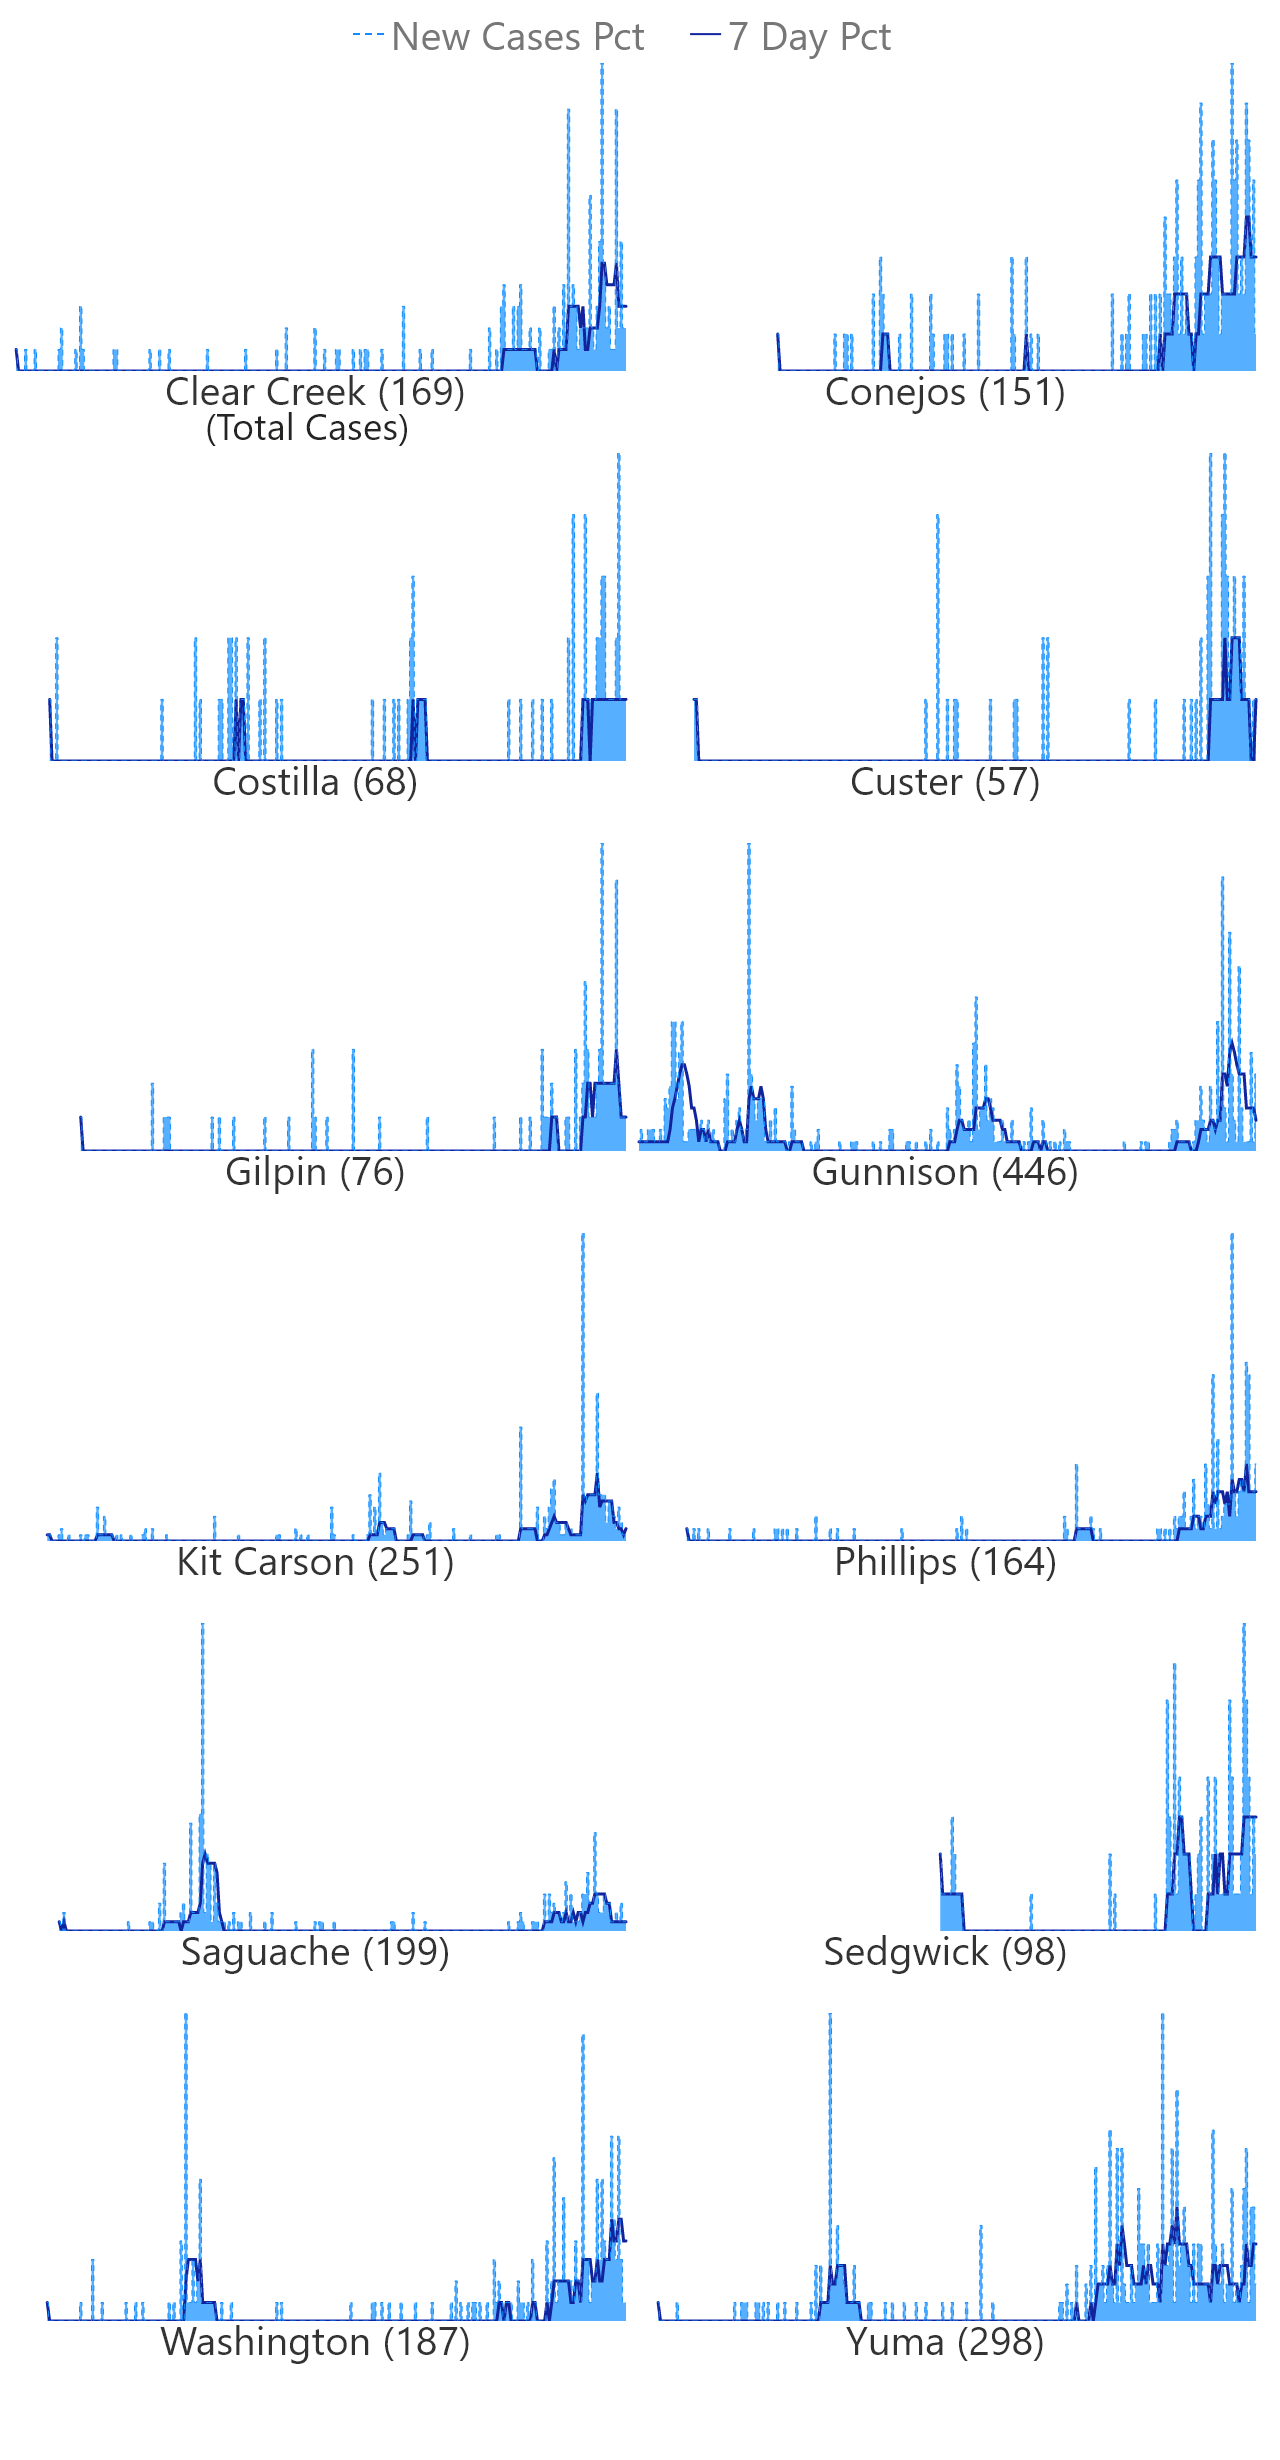 New Cases Pct 7 Day Pct
Clear Creek (169) Conejos (151)
(Total Cases)
Costilla (68) Custer (57)
Gilpin (76) Gunnison (446)
Kit Carson (251) Phillips (164)
Saguache (199) Sedgwick (98)
Washington (187) Yuma (298)